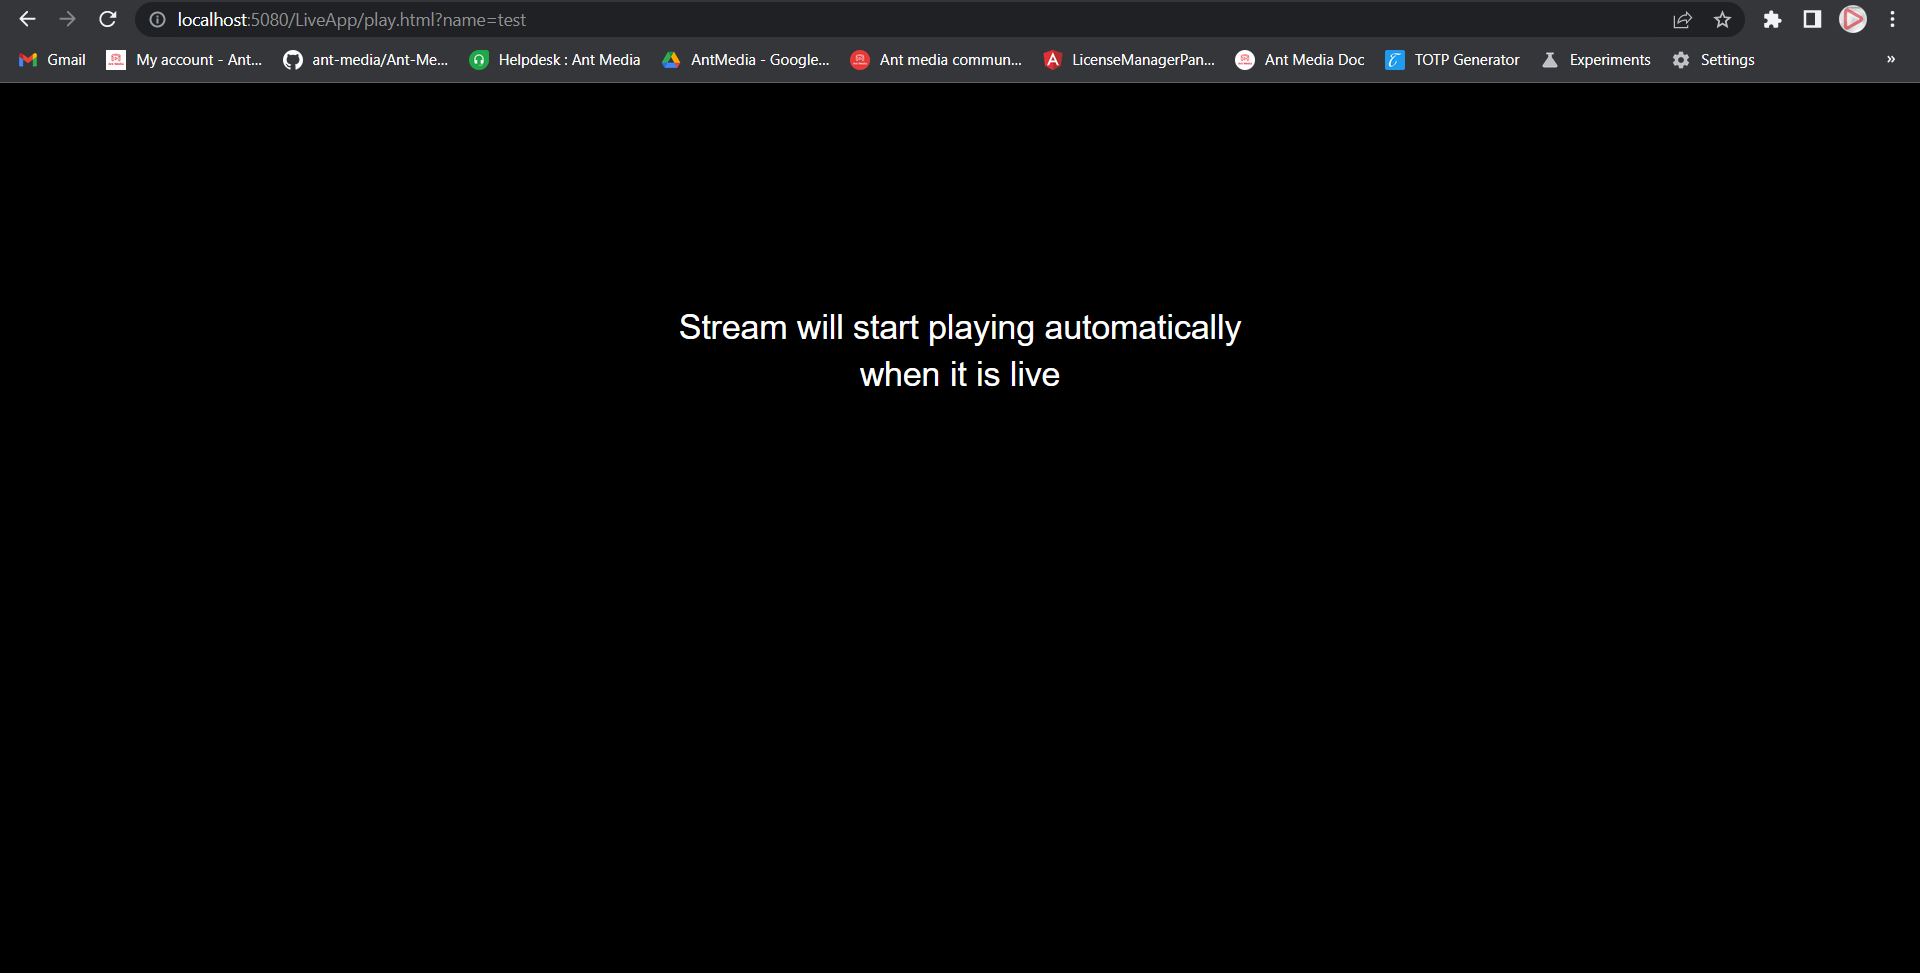 localhost:5080/LiveApp/play.html?name=test
Gmail My account - Ant... ant-media/Ant-Me... Helpdesk : Ant Media AntMedia - Google... Ant media commun... LicenseManagerPan... Ant Media Doc TOTP Generator Experiments Settings »
Stream will start playing automatically
when it is live